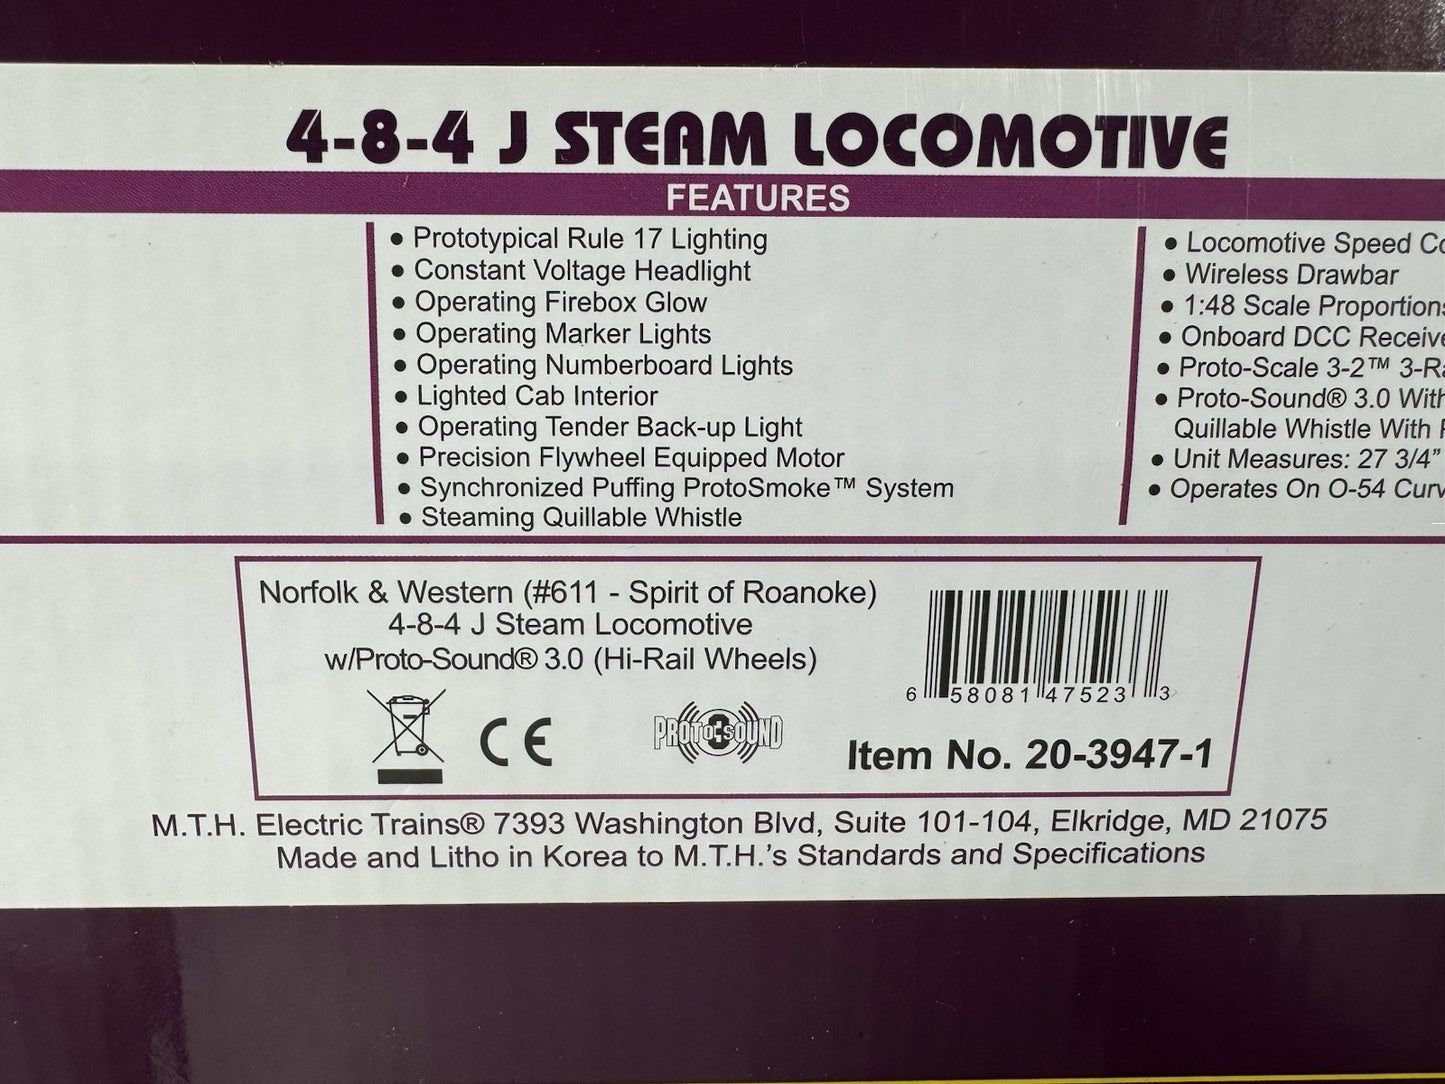 4-8-4 J STEAM LOCOMOTIVE
FEATURES
• Prototypical Rule 17 Lighting
• Constant Voltage Headlight
• Operating Firebox Glow
• Operating Marker Lights
• Operating Numberboard Lights
• Lighted Cab Interior
• Operating Tender Back-up Light
• Precision Flywheel Equipped Motor
• Synchronized Puffing ProtoSmoke™ System
• Steaming Quillable Whistle
• Locomotive Speed
• Wireless Drawbar
• 1:48 Scale
• Onboard DCC
• Proto-Scale 3-2™
• Proto-Sound® 3.0
Quillable Whistle With
• Unit Measures: 27 3/4”
• Operates On O-54
Norfolk & Western (#611 - Spirit of Roanoke)
4-8-4 J Steam Locomotive
w/Proto-Sound® 3.0 (Hi-Rail Wheels)
6 58081 47523 3
CE
PROTO3SOUND
Item No. 20-3947-1
M.T.H. Electric Trains® 7393 Washington Blvd, Suite 101-104, Elkridge, MD 21075
Made and Litho in Korea to M.T.H.’s Standards and Specifications